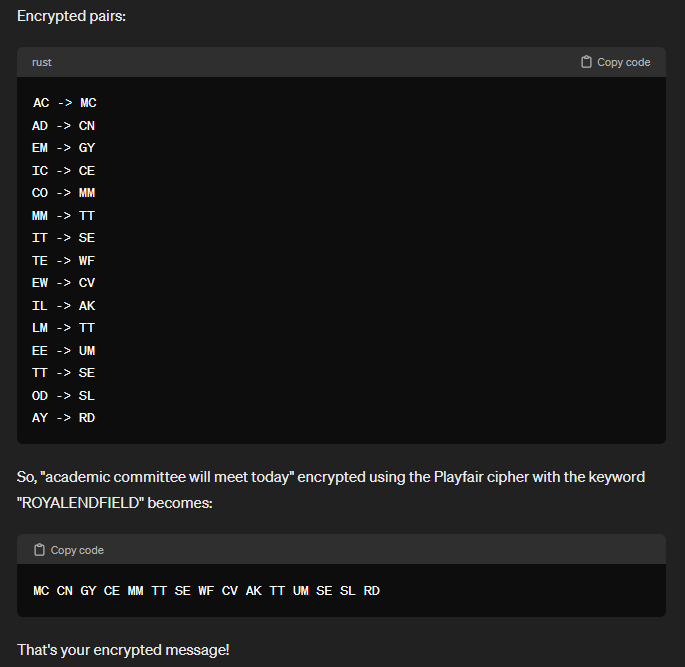 Encrypted pairs:
rust Copy code
AC -> MC
AD -> CN
EM -> GY
IC -> CE
CO -> MM
MM -> TT
IT -> SE
TE -> WF
EW -> CV
IL -> AK
LM -> TT
EE -> UM
TT -> SE
OD -> SL
AY -> RD
So, "academic committee will meet today" encrypted using the Playfair cipher with the keyword
"ROYALENDFIELD" becomes:
Copy code
MC CN GY CE MM TT SE WF CV AK TT UM SE SL RD
That's your encrypted message!